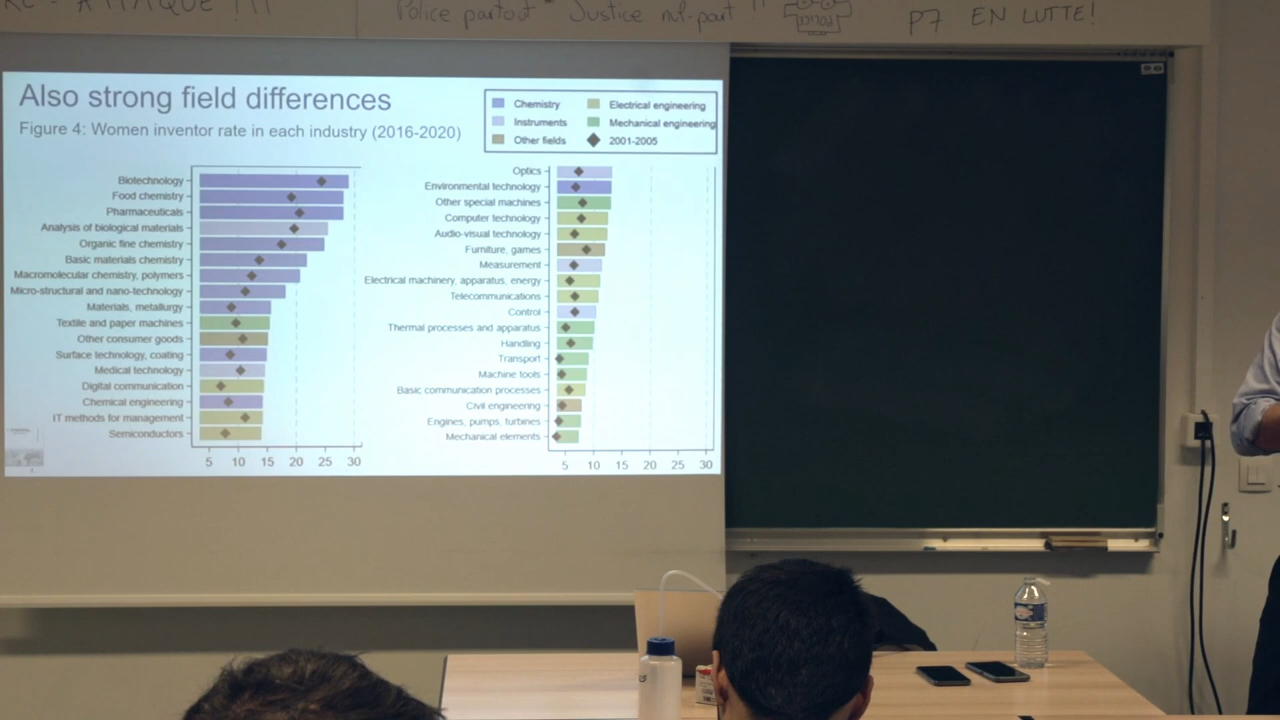 ATTAQUE !!!
Police partout Justice nul-part !!
P7 EN LUTTE!
Also strong field differences
Figure 4: Women inventor rate in each industry (2016-2020)
Chemistry
Electrical engineering
Instruments
Mechanical engineering
Other fields
2001-2005
Biotechnology
Food chemistry
Pharmaceuticals
Analysis of biological materials
Organic fine chemistry
Basic materials chemistry
Macromolecular chemistry, polymers
Micro-structural and nano-technology
Materials, metallurgy
Textile and paper machines
Other consumer goods
Surface technology, coating
Medical technology
Digital communication
Chemical engineering
IT methods for management
Semiconductors
5 10 15 20 25 30
Optics
Environmental technology
Other special machines
Computer technology
Audio-visual technology
Furniture, games
Measurement
Electrical machinery, apparatus, energy
Telecommunications
Control
Thermal processes and apparatus
Handling
Transport
Machine tools
Basic communication processes
Civil engineering
Engines, pumps, turbines
Mechanical elements
5 10 15 20 25 30